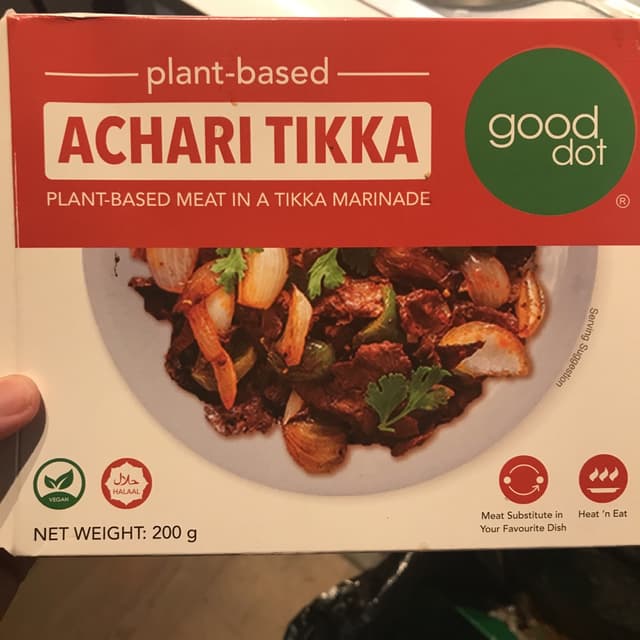 plant-based
ACHARI TIKKA
PLANT-BASED MEAT IN A TIKKA MARINADE
good
dot
®
Serving Suggestion
VEGAN
حلال
HALAAL
Meat Substitute in
Your Favourite Dish
Heat 'n Eat
NET WEIGHT: 200 g